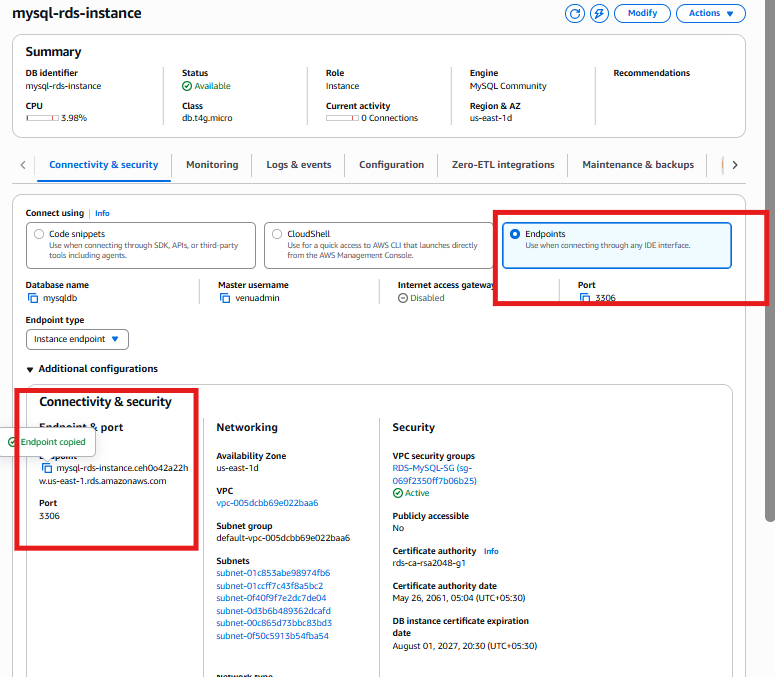 mysql-rds-instance
Modify
Actions
Summary
DB identifier
mysql-rds-instance
Status
Available
Role
Instance
Engine
MySQL Community
Recommendations
CPU
3.98%
Class
db.t4g.micro
Current activity
0 Connections
Region & AZ
us-east-1d
Connectivity & security
Monitoring
Logs & events
Configuration
Zero-ETL integrations
Maintenance & backups
Connect using
Info
Code snippets
Use when connecting through SDK, APIs, or third-party
tools including agents.
CloudShell
Use for a quick access to AWS CLI that launches directly
from the AWS Management Console.
Endpoints
Use when connecting through any IDE interface.
Database name
mysqldb
Master username
venuadmin
Internet access gateway
Disabled
Port
3306
Endpoint type
Instance endpoint
Additional configurations
Connectivity & security
Endpoint & port
Endpoint copied
Endpoint
mysql-rds-instance.ceh0o42a22h
w.us-east-1.rds.amazonaws.com
Port
3306
Networking
Availability Zone
us-east-1d
VPC
vpc-005dcbb69e022baa6
Subnet group
default-vpc-005dcbb69e022baa6
Subnets
subnet-01c853abe98974fb6
subnet-01ccff7c43f8a5bc2
subnet-0f40f9f7e2dc7de04
subnet-0d3b6b489362dcafd
subnet-00c865d73bbc83bd3
subnet-0f50c5913b54fba54
Network type
Security
VPC security groups
RDS-MySQL-SG (sg-
069f2350ff7b06b25)
Active
Publicly accessible
No
Certificate authority
Info
rds-ca-rsa2048-g1
Certificate authority date
May 26, 2061, 05:04 (UTC+05:30)
DB instance certificate expiration
date
August 01, 2027, 20:30 (UTC+05:30)